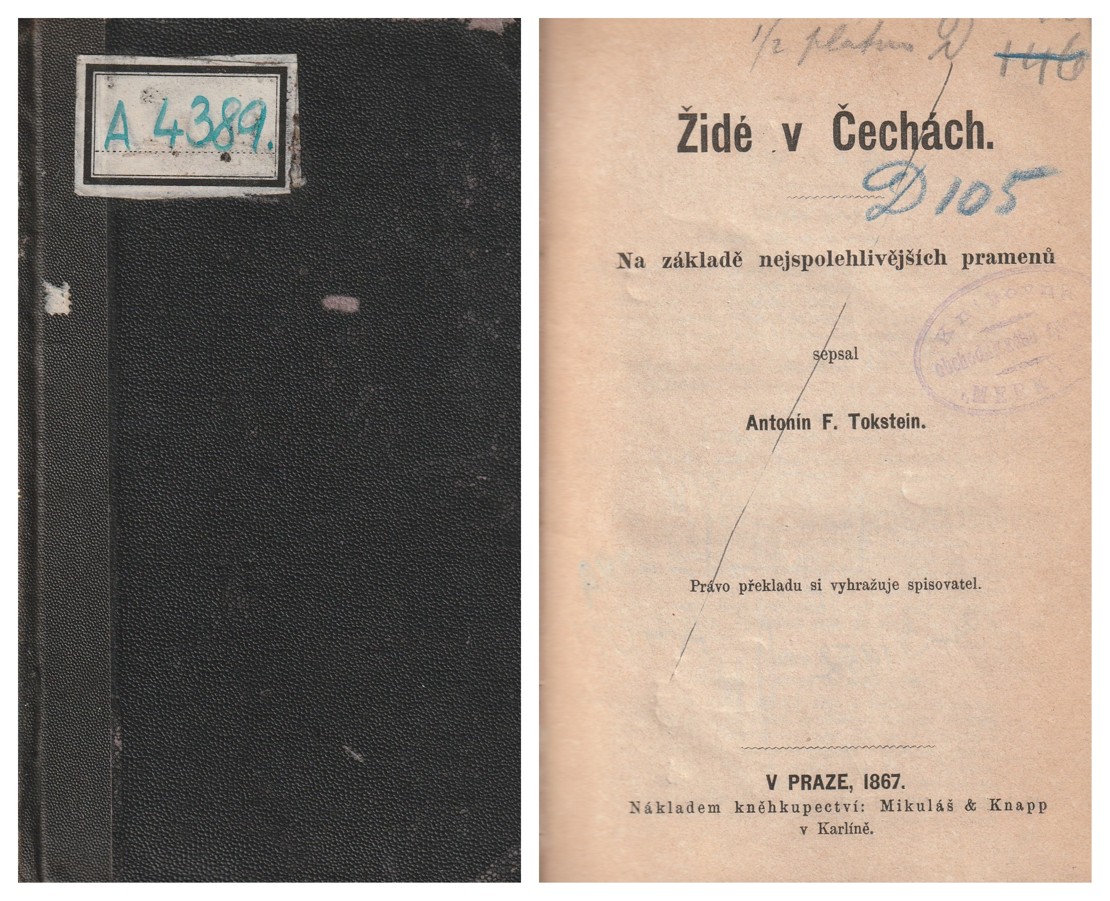 A 4389.
1/2 plátno D
146
Židé v Čechách.
D 105
Na základě nejspolehlivějších pramenů
sepsal
Antonín F. Tokstein.
Právo překladu si vyhražuje spisovatel.
V PRAZE, 1867.
Nákladem kněhkupectví: Mikuláš & Knapp
v Karlíně.